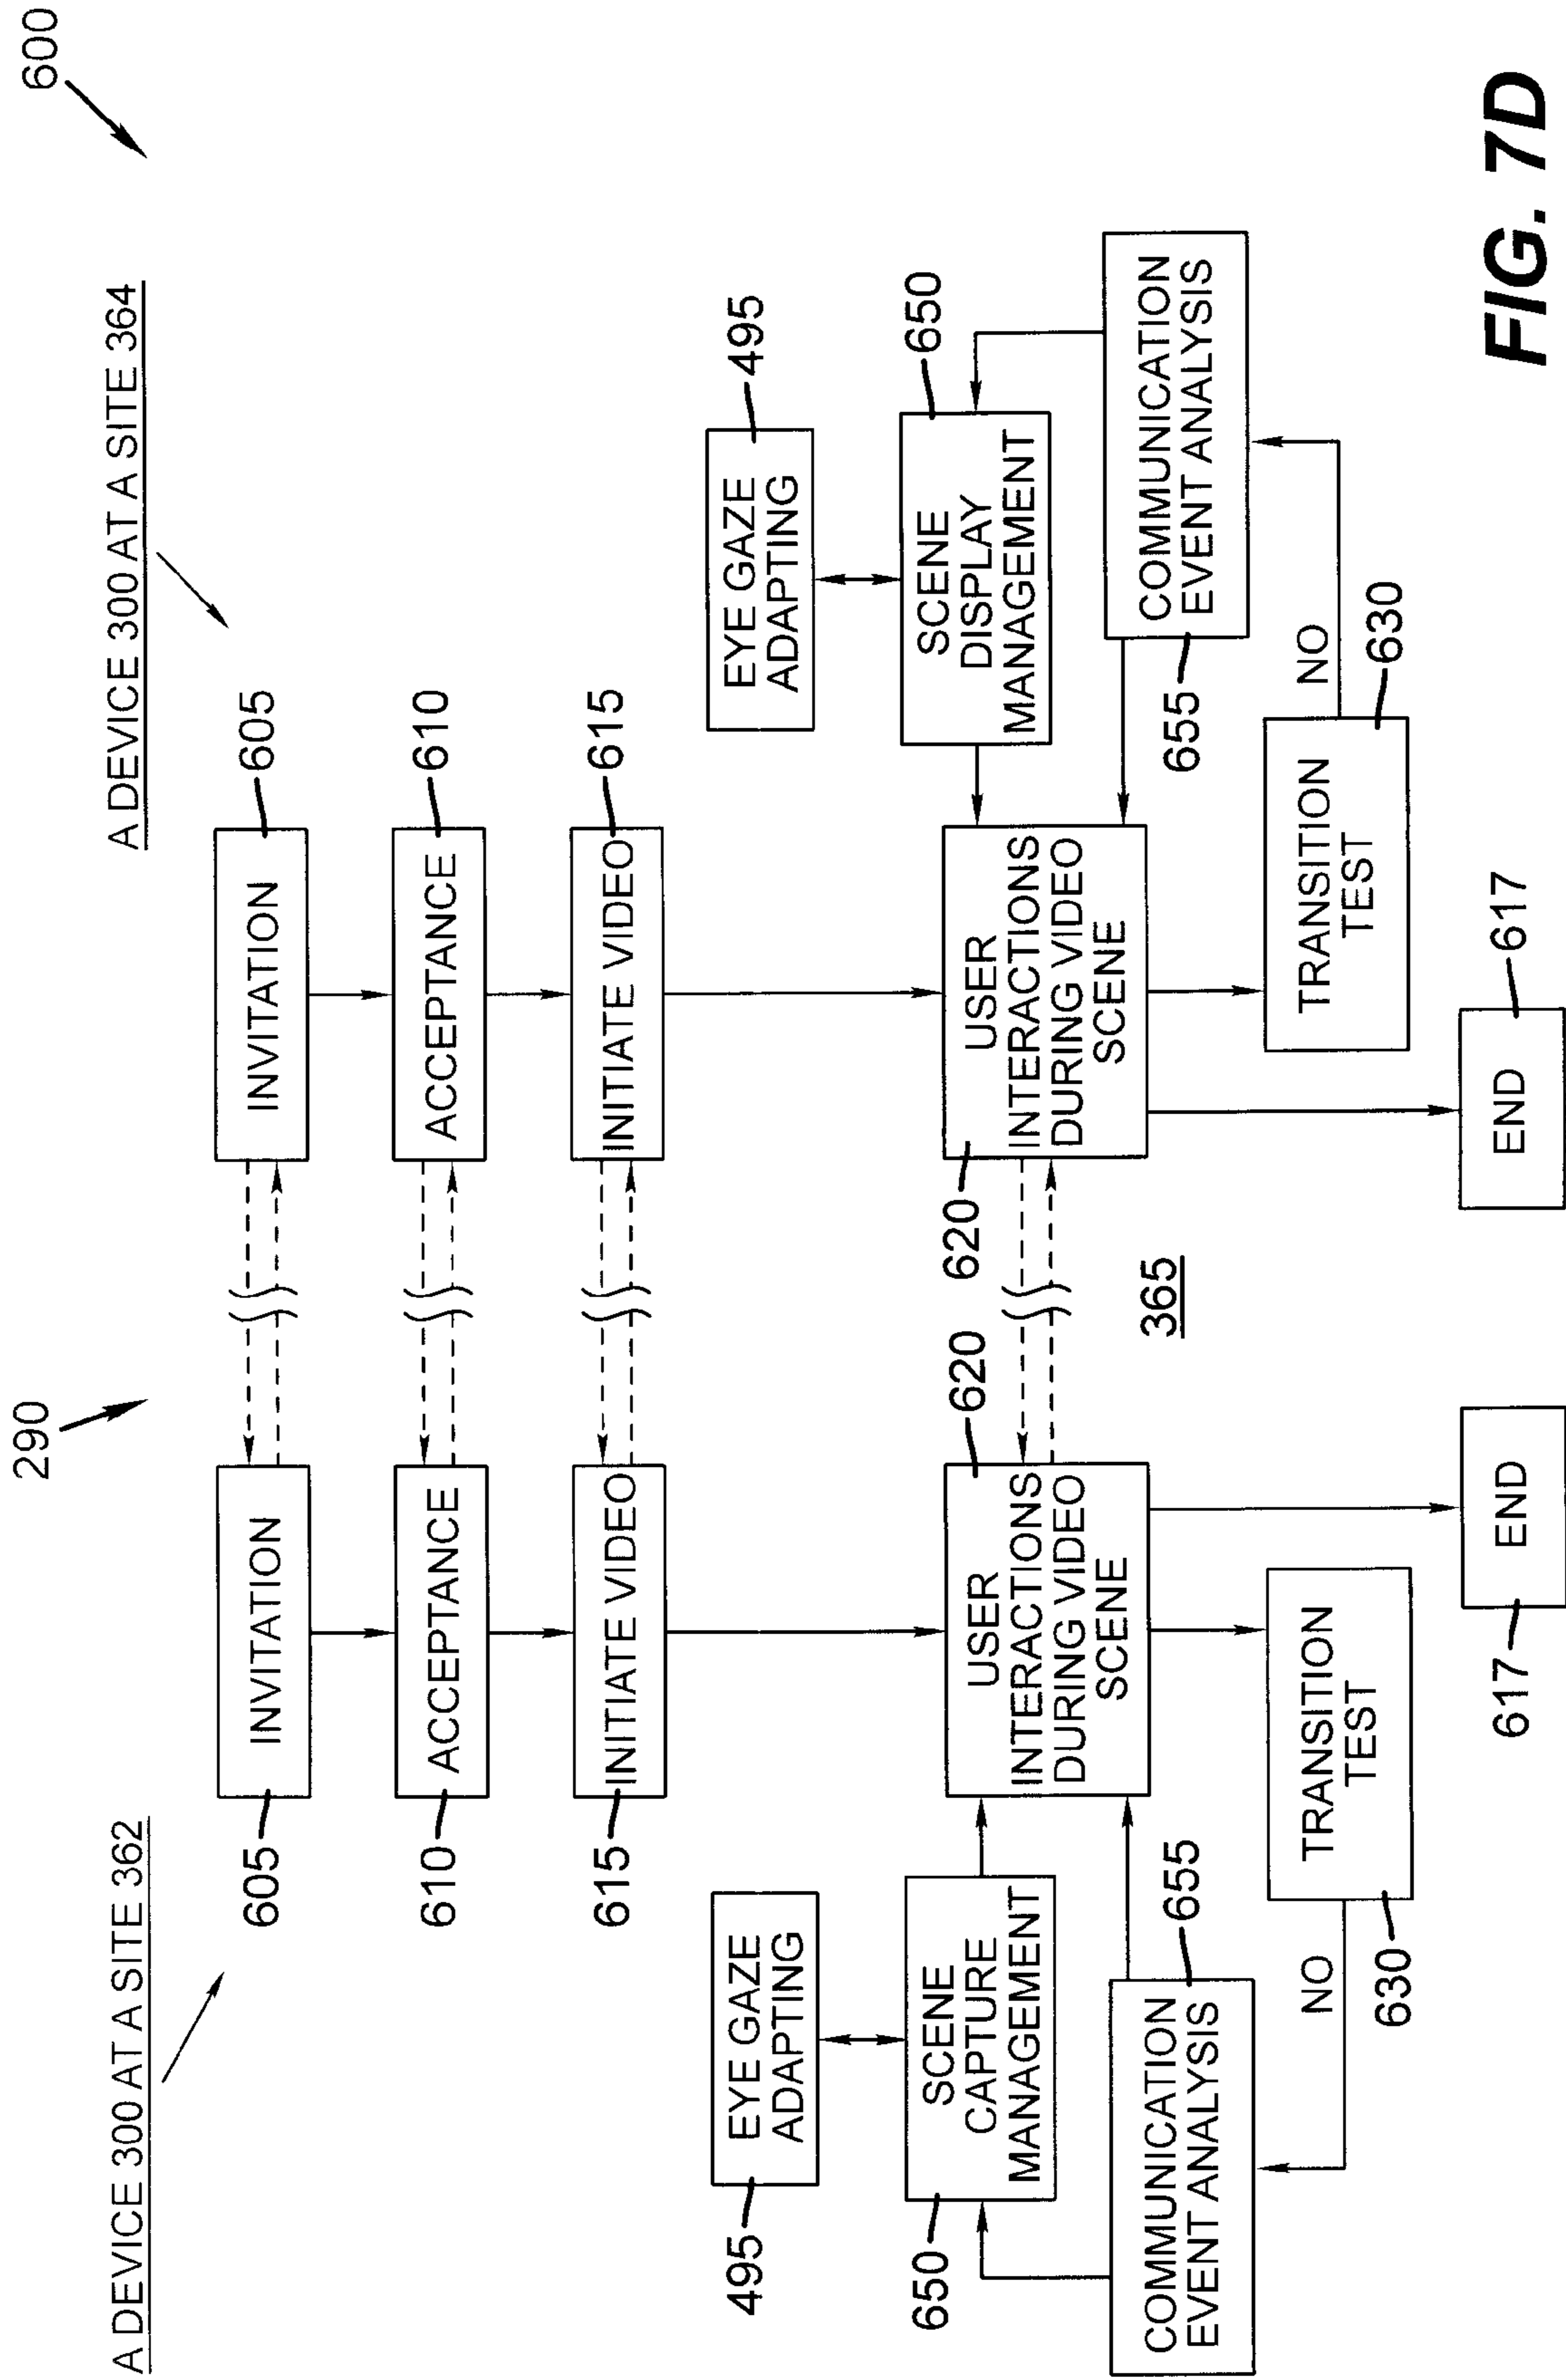 600
290
A DEVICE 300 AT A SITE 362
A DEVICE 300 AT A SITE 364
605
INVITATION
INVITATION
605
610
ACCEPTANCE
ACCEPTANCE
610
615
INITIATE VIDEO
INITIATE VIDEO
615
495
EYE GAZE
ADAPTING
EYE GAZE
ADAPTING
495
650
SCENE
CAPTURE
MANAGEMENT
620
USER
INTERACTIONS
DURING VIDEO
SCENE
620
USER
INTERACTIONS
DURING VIDEO
SCENE
SCENE
DISPLAY
MANAGEMENT
650
365
COMMUNICATION
EVENT ANALYSIS
655
655
COMMUNICATION
EVENT ANALYSIS
NO
630
TRANSITION
TEST
TRANSITION
TEST
NO
630
617
END
END
617
FIG. 7D